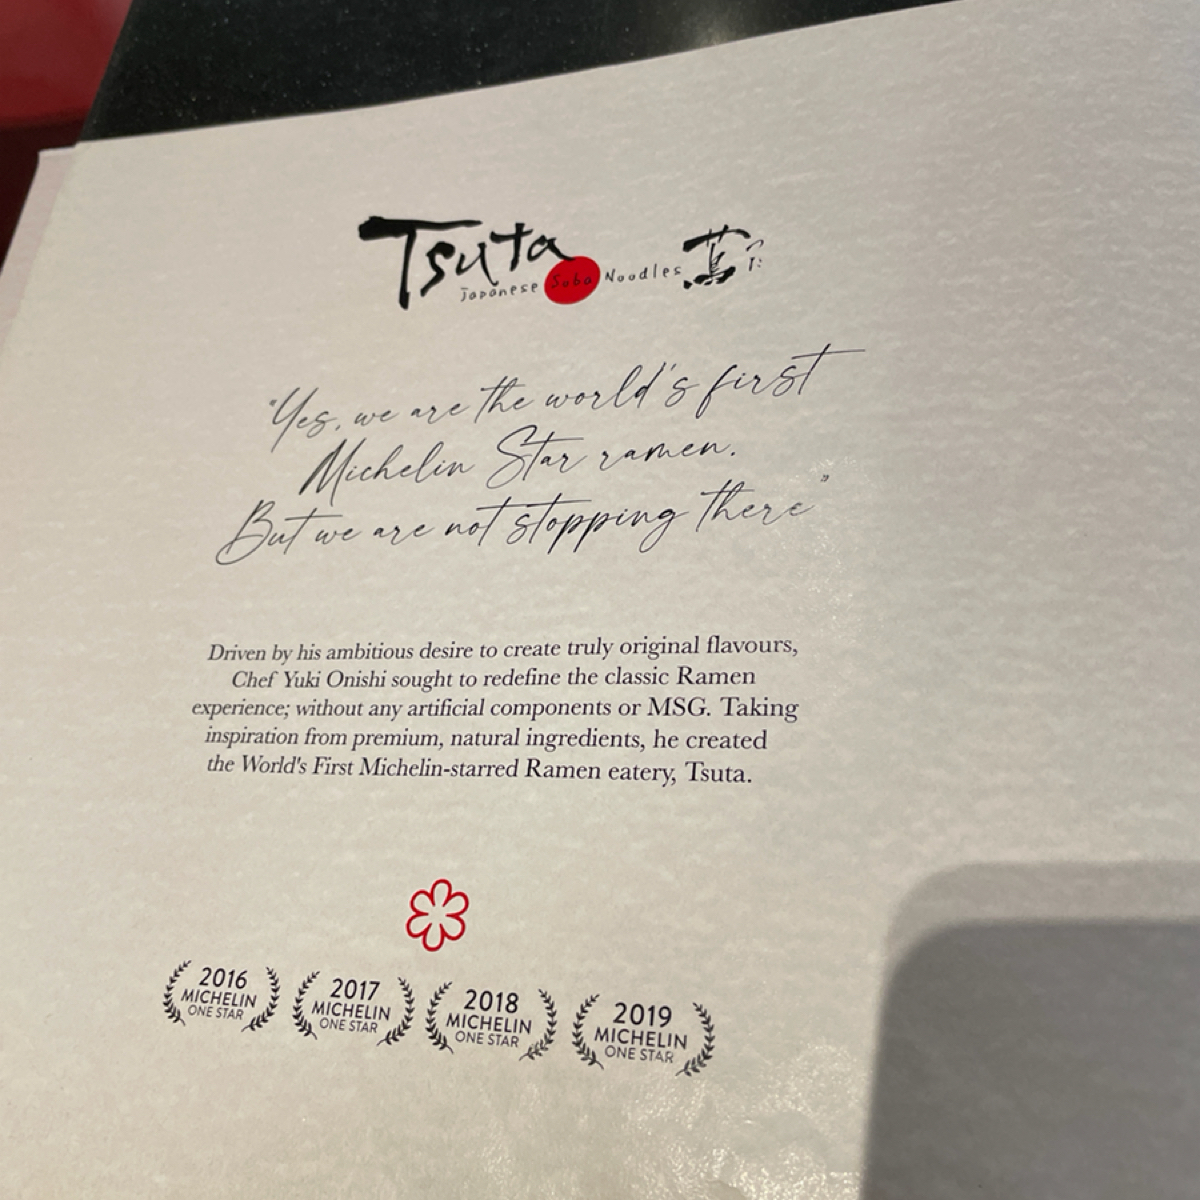 Tsuta
Japanese Soba Noodles 蔦
"Yes, we are the world's first
Michelin Star ramen.
But we are not stopping there"
Driven by his ambitious desire to create truly original flavours,
Chef Yuki Onishi sought to redefine the classic Ramen
experience; without any artificial components or MSG. Taking
inspiration from premium, natural ingredients, he created
the World's First Michelin-starred Ramen eatery, Tsuta.
2016
MICHELIN
ONE STAR
2017
MICHELIN
ONE STAR
2018
MICHELIN
ONE STAR
2019
MICHELIN
ONE STAR